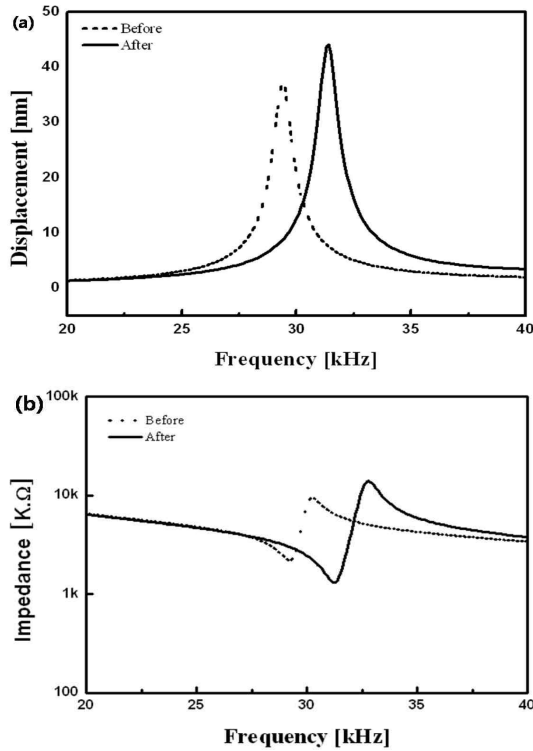 (a)
50
40
30
20
10
0
Displacement [nm]
Before
After
20 25 30 35 40
Frequency [kHz]
(b)
100k
10k
1k
100
Impedance [K.Ω]
Before
After
20 25 30 35 40
Frequency [kHz]